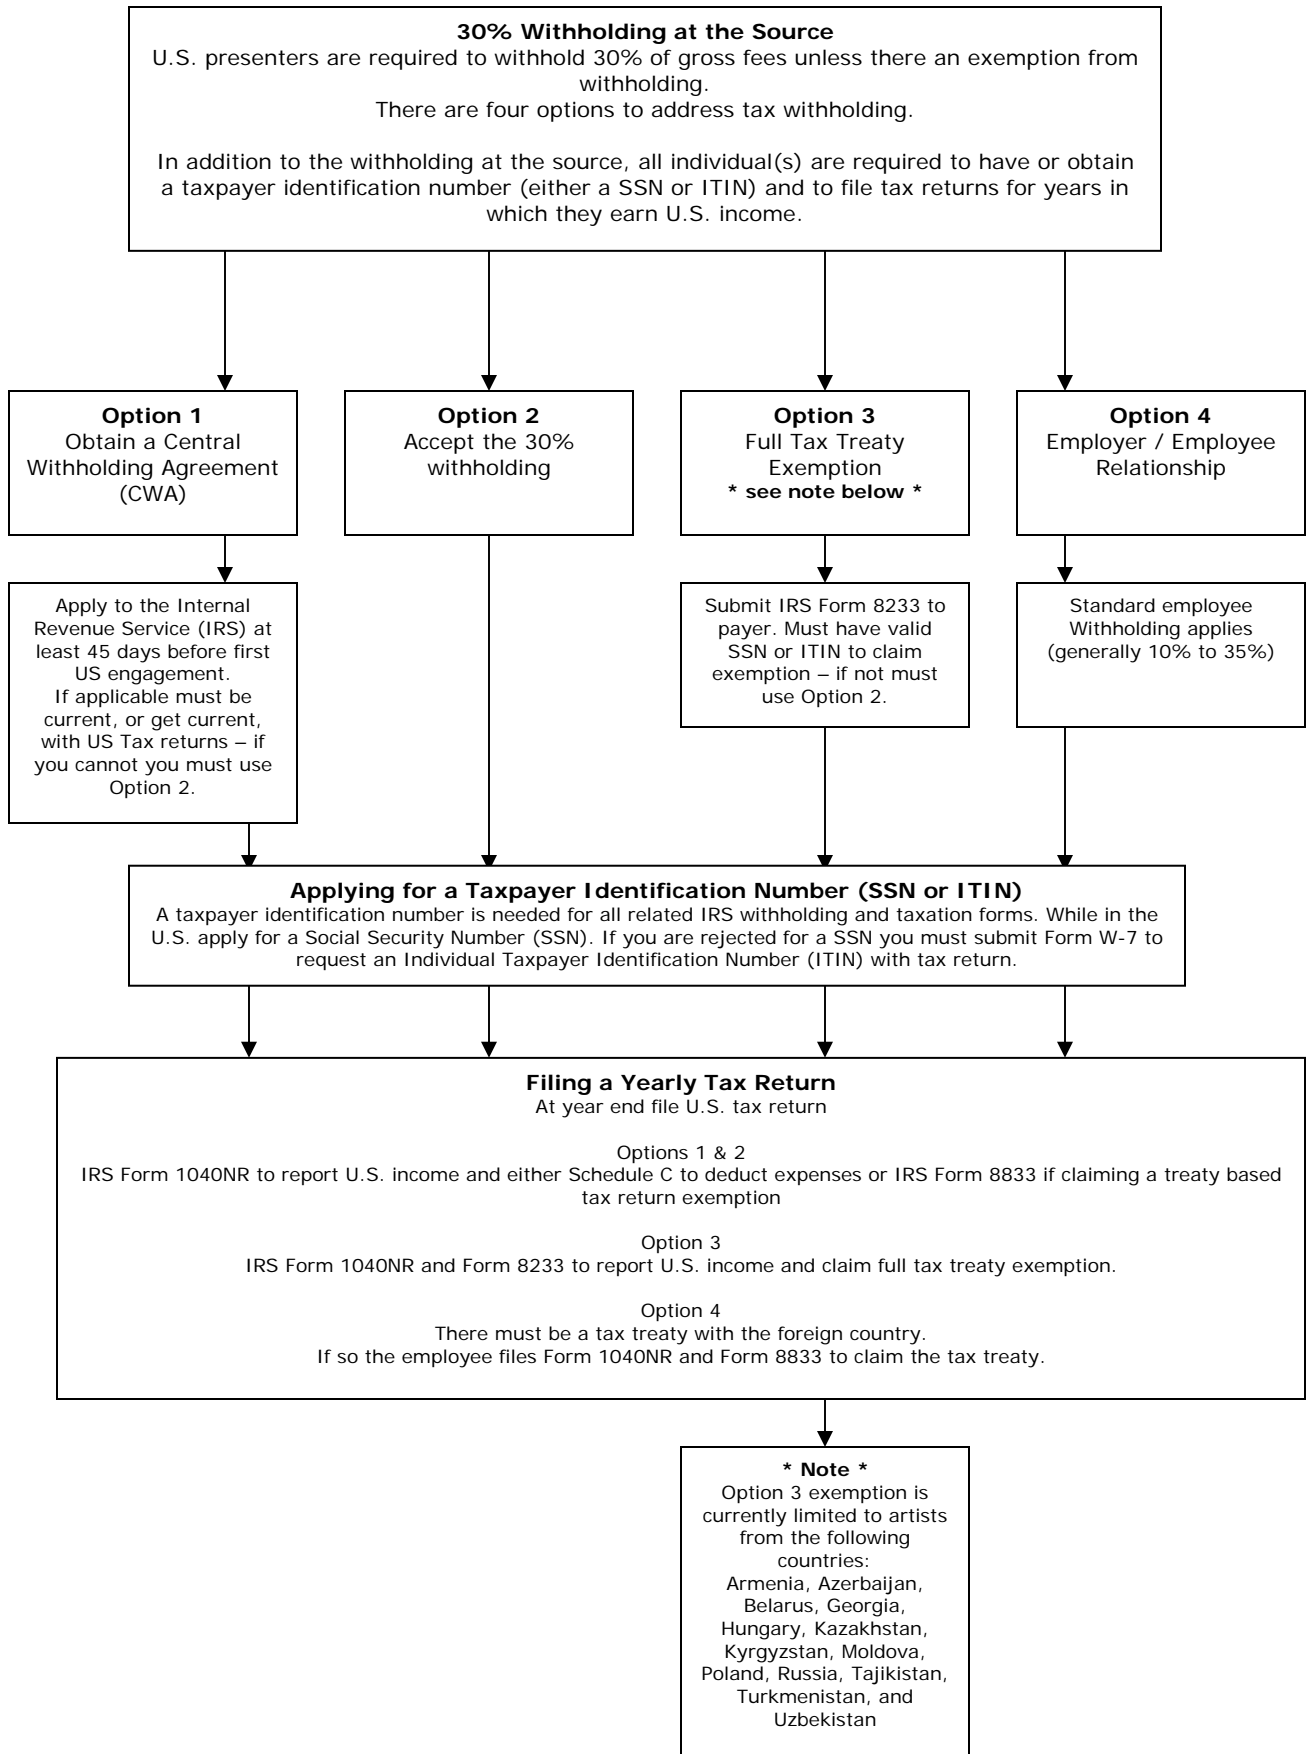 30% Withholding at the Source
U.S. presenters are required to withhold 30% of gross fees unless there an exemption from
withholding.
There are four options to address tax withholding.
In addition to the withholding at the source, all individual(s) are required to have or obtain
a taxpayer identification number (either a SSN or ITIN) and to file tax returns for years in
which they earn U.S. income.
Option 1
Obtain a Central
Withholding Agreement
(CWA)
Option 2
Accept the 30%
withholding
Option 3
Full Tax Treaty
Exemption
* see note below *
Option 4
Employer / Employee
Relationship
Apply to the Internal
Revenue Service (IRS) at
least 45 days before first
US engagement.
If applicable must be
current, or get current,
with US Tax returns – if
you cannot you must use
Option 2.
Submit IRS Form 8233 to
payer. Must have valid
SSN or ITIN to claim
exemption – if not must
use Option 2.
Standard employee
Withholding applies
(generally 10% to 35%)
Applying for a Taxpayer Identification Number (SSN or ITIN)
A taxpayer identification number is needed for all related IRS withholding and taxation forms. While in the
U.S. apply for a Social Security Number (SSN). If you are rejected for a SSN you must submit Form W-7 to
request an Individual Taxpayer Identification Number (ITIN) with tax return.
Filing a Yearly Tax Return
At year end file U.S. tax return
Options 1 & 2
IRS Form 1040NR to report U.S. income and either Schedule C to deduct expenses or IRS Form 8833 if claiming a treaty based
tax return exemption
Option 3
IRS Form 1040NR and Form 8233 to report U.S. income and claim full tax treaty exemption.
Option 4
There must be a tax treaty with the foreign country.
If so the employee files Form 1040NR and Form 8833 to claim the tax treaty.
* Note *
Option 3 exemption is
currently limited to artists
from the following
countries:
Armenia, Azerbaijan,
Belarus, Georgia,
Hungary, Kazakhstan,
Kyrgyzstan, Moldova,
Poland, Russia, Tajikistan,
Turkmenistan, and
Uzbekistan